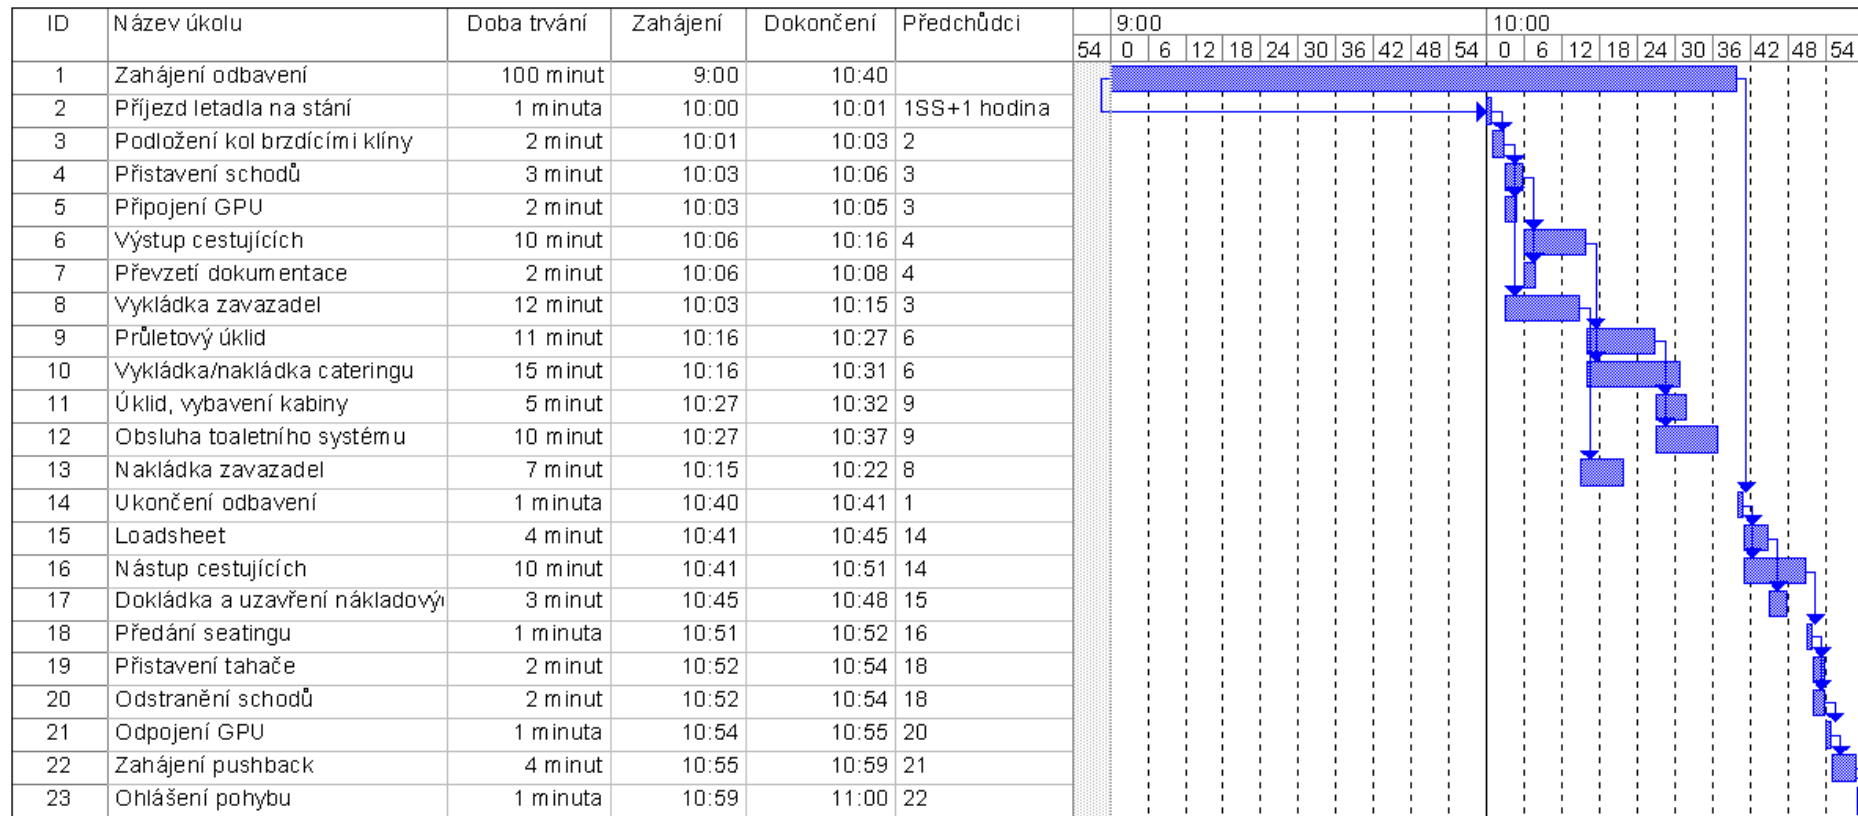 ID Název úkolu Doba trvání Zahájení Dokončení Předchůdci 9:00 10:00
54 0 6 12 18 24 30 36 42 48 54 0 6 12 18 24 30 36 42 48 54
1 Zahájení odbavení 100 minut 9:00 10:40
2 Příjezd letadla na stání 1 minuta 10:00 10:01 1SS+1 hodina
3 Podložení kol brzdícími klíny 2 minut 10:01 10:03 2
4 Přistavení schodů 3 minut 10:03 10:06 3
5 Připojení GPU 2 minut 10:03 10:05 3
6 Výstup cestujících 10 minut 10:06 10:16 4
7 Převzetí dokumentace 2 minut 10:06 10:08 4
8 Vykládka zavazadel 12 minut 10:03 10:15 3
9 Průletový úklid 11 minut 10:16 10:27 6
10 Vykládka/nakládka cateringu 15 minut 10:16 10:31 6
11 Úklid, vybavení kabiny 5 minut 10:27 10:32 9
12 Obsluha toaletního systému 10 minut 10:27 10:37 9
13 Nakládka zavazadel 7 minut 10:15 10:22 8
14 Ukončení odbavení 1 minuta 10:40 10:41 1
15 Loadsheet 4 minut 10:41 10:45 14
16 Nástup cestujících 10 minut 10:41 10:51 14
17 Dokládka a uzavření nákladový 3 minut 10:45 10:48 15
18 Předání seatingu 1 minuta 10:51 10:52 16
19 Přistavení tahače 2 minut 10:52 10:54 18
20 Odstranění schodů 2 minut 10:52 10:54 18
21 Odpojení GPU 1 minuta 10:54 10:55 20
22 Zahájení pushback 4 minut 10:55 10:59 21
23 Ohlášení pohybu 1 minuta 10:59 11:00 22